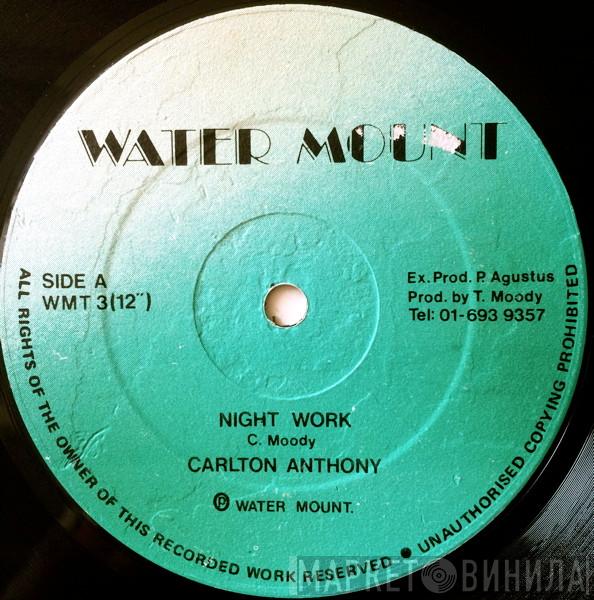 WATER MOUNT
SIDE A
WMT 3(12¨)
Ex. Prod. P. Agustus
Prod. by T. Moody
Tel: 01-693 9357
NIGHT WORK
C. Moody
CARLTON ANTHONY
℗ WATER MOUNT.
ALL RIGHTS OF THE OWNER OF THIS RECORDED WORK RESERVED ● UNAUTHORISED COPYING PROHIBITED
МАРКЕТ ВИНИЛА